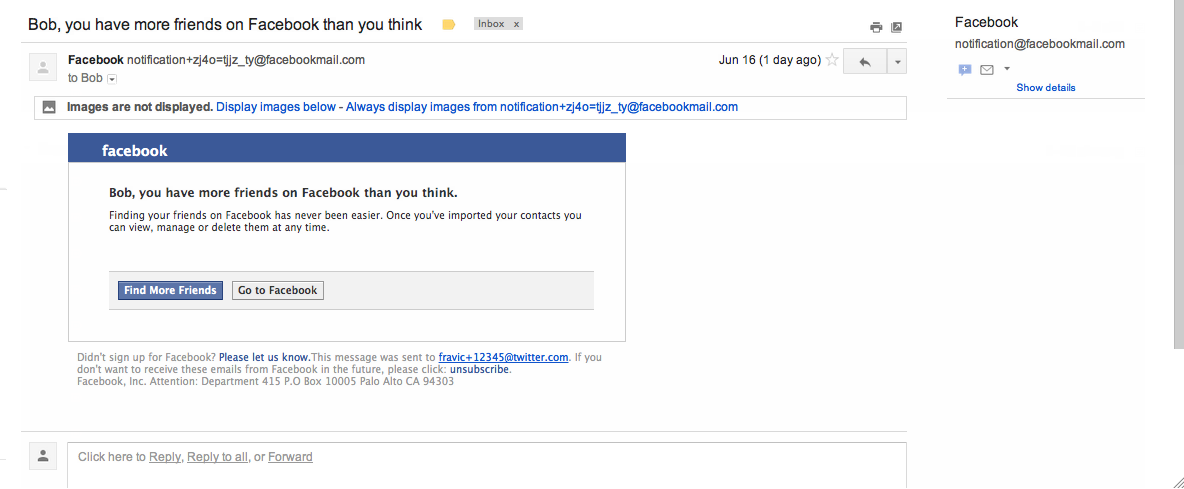 Bob, you have more friends on Facebook than you think
Inbox x
Facebook notification+zj4o=tjjz_ty@facebookmail.com
Jun 16 (1 day ago)
to Bob
Images are not displayed. Display images below - Always display images from notification+zj4o=tjjz_ty@facebookmail.com
facebook
Bob, you have more friends on Facebook than you think.
Finding your friends on Facebook has never been easier. Once you've imported your contacts you
can view, manage or delete them at any time.
Find More Friends
Go to Facebook
Didn't sign up for Facebook? Please let us know.This message was sent to fravic+12345@twitter.com. If you
don't want to receive these emails from Facebook in the future, please click: unsubscribe.
Facebook, Inc. Attention: Department 415 P.O Box 10005 Palo Alto CA 94303
Click here to Reply, Reply to all, or Forward
Facebook
notification@facebookmail.com
Show details